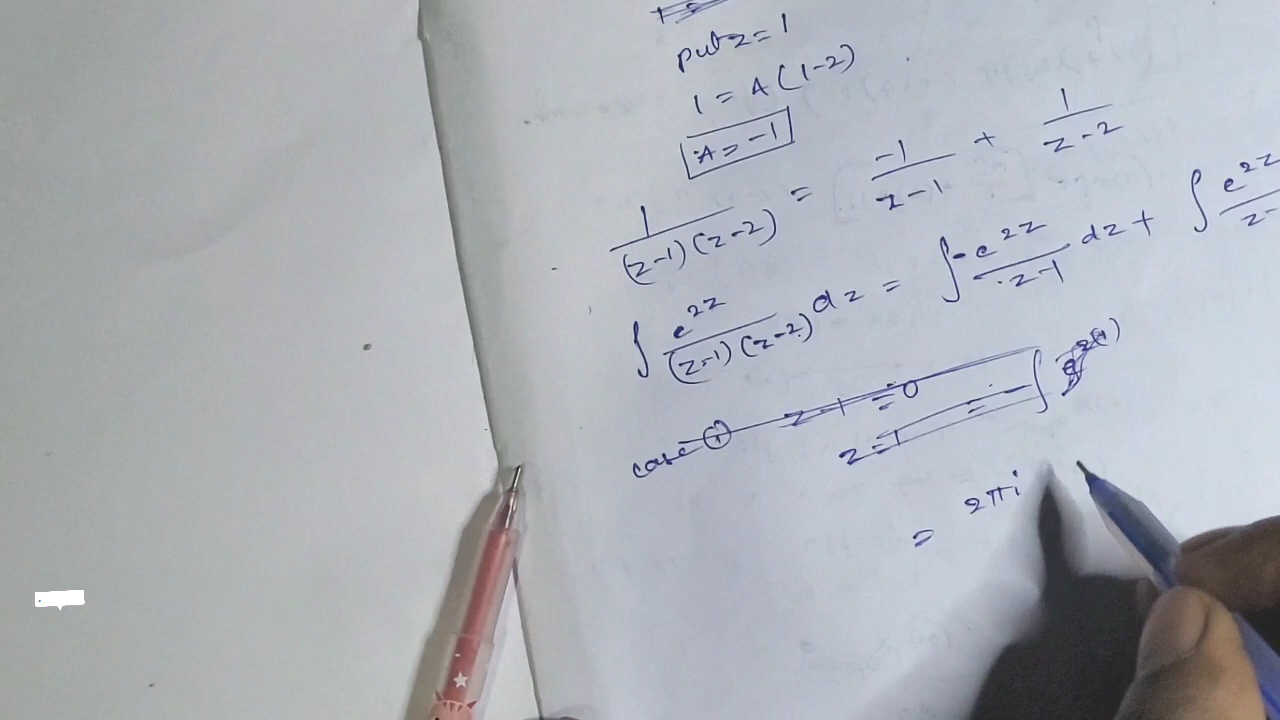 put z = 1
1 = A(1-2)
A = -1
1/(z-1)(z-2) = -1/z-1 + 1/z-2
∫ e^2z/(z-1)(z-2) dz = ∫ -e^2z/z-1 dz + ∫ e^2z/z-
case z-1 = 0
z = 1 =
= 2πi